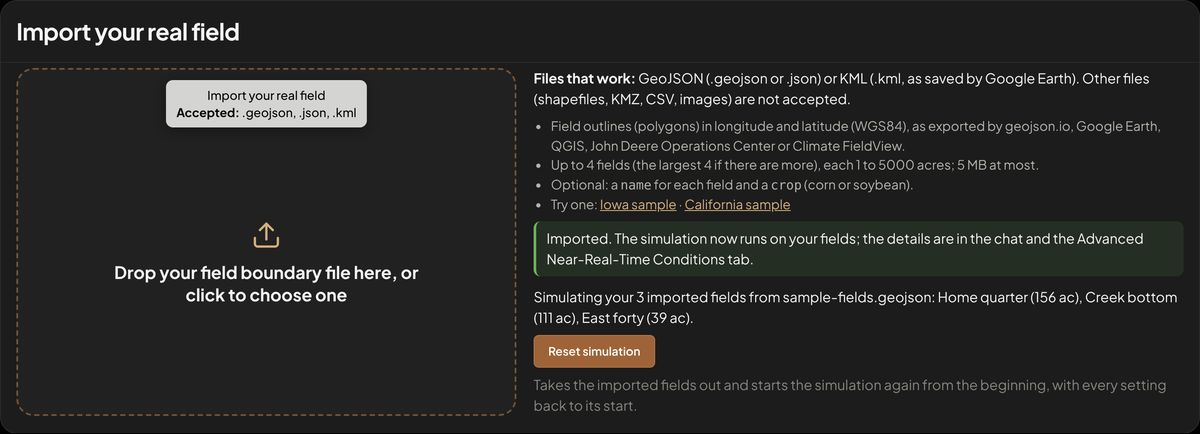 Import your real field
Import your real field
Accepted: .geojson, .json, .kml
Drop your field boundary file here, or
click to choose one
Files that work: GeoJSON (.geojson or .json) or KML (.kml, as saved by Google Earth). Other files
(shapefiles, KMZ, CSV, images) are not accepted.
• Field outlines (polygons) in longitude and latitude (WGS84), as exported by geojson.io, Google Earth,
QGIS, John Deere Operations Center or Climate FieldView.
• Up to 4 fields (the largest 4 if there are more), each 1 to 5000 acres; 5 MB at most.
• Optional: a name for each field and a crop (corn or soybean).
• Try one: Iowa sample · California sample
Imported. The simulation now runs on your fields; the details are in the chat and the Advanced
Near-Real-Time Conditions tab.
Simulating your 3 imported fields from sample-fields.geojson: Home quarter (156 ac), Creek bottom
(111 ac), East forty (39 ac).
Reset simulation
Takes the imported fields out and starts the simulation again from the beginning, with every setting
back to its start.